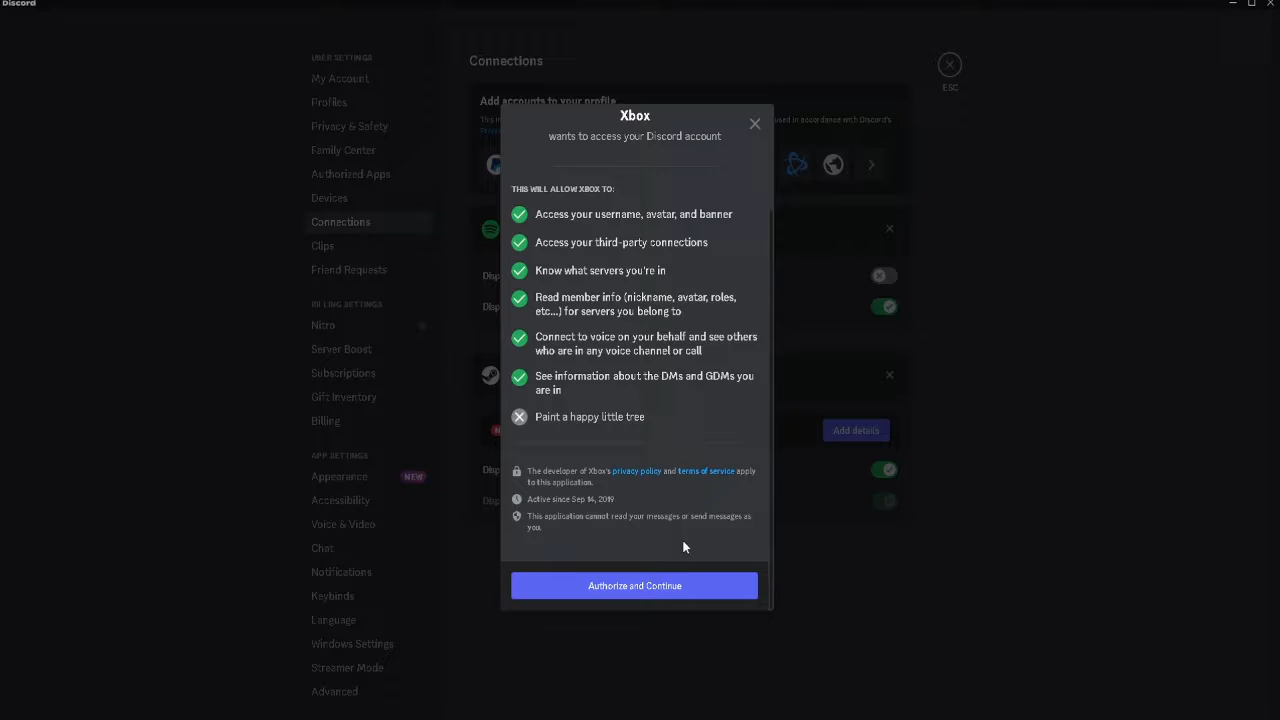 Discord
USER SETTINGS
My Account
Profiles
Privacy & Safety
Family Center
Authorized Apps
Devices
Connections
Clips
Friend Requests
BILLING SETTINGS
Nitro
Server Boost
Subscriptions
Gift Inventory
Billing
APP SETTINGS
Appearance NEW
Accessibility
Voice & Video
Chat
Notifications
Keybinds
Language
Windows Settings
Streamer Mode
Advanced
Connections
ESC
Add accounts to your profile
used in accordance with Discord's
Xbox
wants to access your Discord account
THIS WILL ALLOW XBOX TO:
Access your username, avatar, and banner
Access your third-party connections
Know what servers you're in
Read member info (nickname, avatar, roles,
etc...) for servers you belong to
Connect to voice on your behalf and see others
who are in any voice channel or call
See information about the DMs and GDMs you
are in
Paint a happy little tree
The developer of Xbox's privacy policy and terms of service apply
to this application.
Active since Sep 14, 2019
This application cannot read your messages or send messages as
you.
Authorize and Continue
Add details